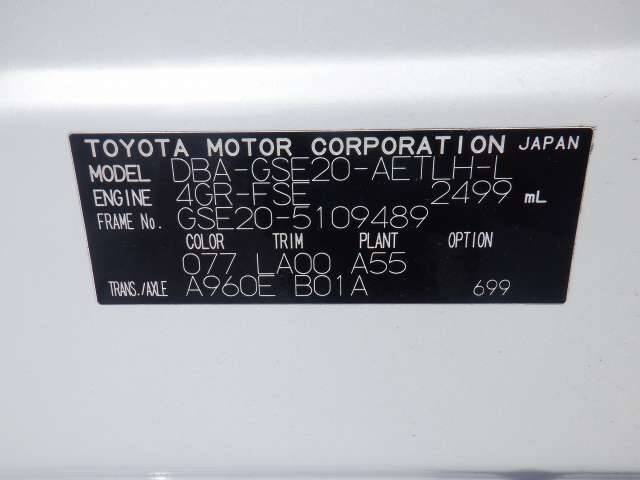 TOYOTA MOTOR CORPORATION JAPAN
MODEL DBA-GSE20-AETLH-L
ENGINE 4GR-FSE 2499 mL
FRAME No. GSE20-5109489
COLOR TRIM PLANT OPTION
077 LA00 A55
TRANS./AXLE A960E B01A 699